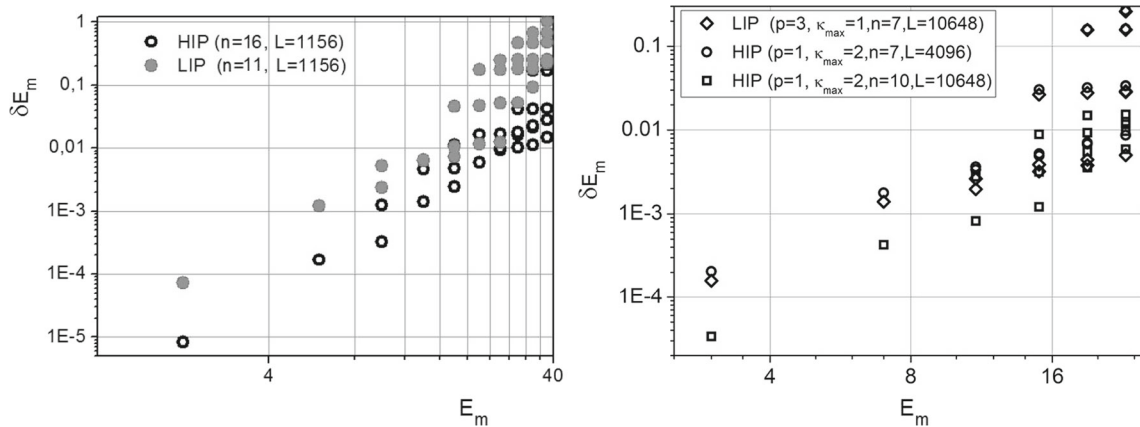 1
0.1
0,01
1E-3
1E-4
1E-5
δE_m
HIP (n=16, L=1156)
LIP (n=11, L=1156)
4
40
E_m
0.1
0.01
1E-3
1E-4
δE_m
LIP (p=3, κ_max=1,n=7,L=10648)
HIP (p=1, κ_max=2,n=7,L=4096)
HIP (p=1, κ_max=2,n=10,L=10648)
4
8
16
E_m